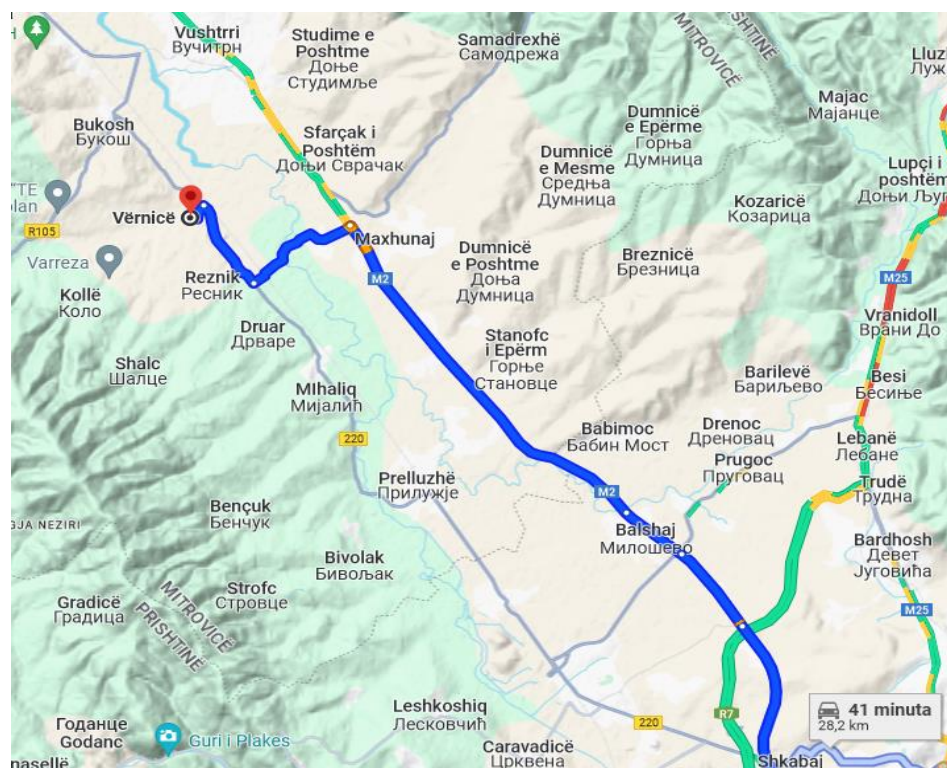 Vushtrri
Вучитрн
Studime e
Poshtme
Доње
Студимље
Samadrexhë
Самодрежа
MITROVICË
PRISHTINË
Majac
Мајанце
Bukosh
Букош
Sfarçak i
Poshtëm
Доњи Сврачак
Dumnicë
e Epërme
Горња
Думница
Dumnicë
e Mesme
Средња
Думница
Lupçi i
poshtëm
Kozaricë
Козарица
Vërnicë
R105
Maxhunaj
Varreza
Reznik
Ресник
M2
Dumnicë
e Poshtme
Доња
Думница
Breznicë
Брезница
M25
Kollë
Коло
Druar
Дрваре
Vranidoll
Врани До
Stanofc
i Epërm
Горње
Становце
Shalc
Шалце
Barilevë
Бариљево
Besi
Бесиње
Mlhaliq
Мијалић
220
Babimoc
Бабин Мост
Drenoc
Дреновац
Lebanë
Лебане
Prugoc
Пруговац
Prelluzhë
Прилужје
M2
Trudë
Трудна
Bençuk
Бенчук
GJA NEZIRI
Balshaj
Милошево
Bardhosh
Девет
Југовића
Bivolak
Бивољак
Strofc
Стровце
Gradicë
Градица
MITROVICË
PRISHTINË
M25
Leshkoshiq
Лесковчић
R7
220
41 minuta
28,2 km
Годанце
Godanc
Guri i Plakes
Caravadicë
Црквена
Shkabaj